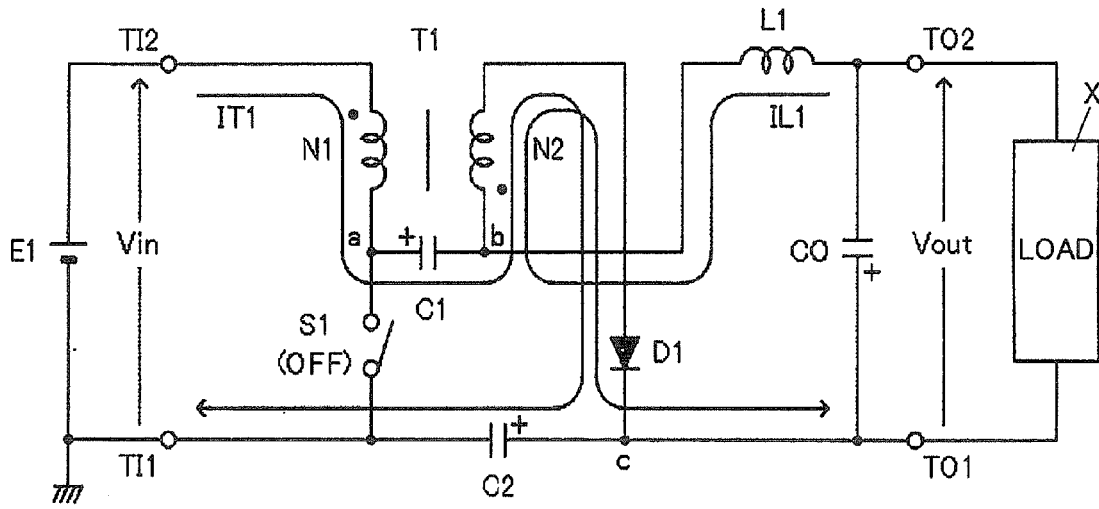 TI2
T1
L1
TO2
X
IT1
N1
N2
IL1
E1
Vin
a
+
b
CO
+
Vout
LOAD
C1
S1
(OFF)
D1
+
TI1
C2
c
TO1